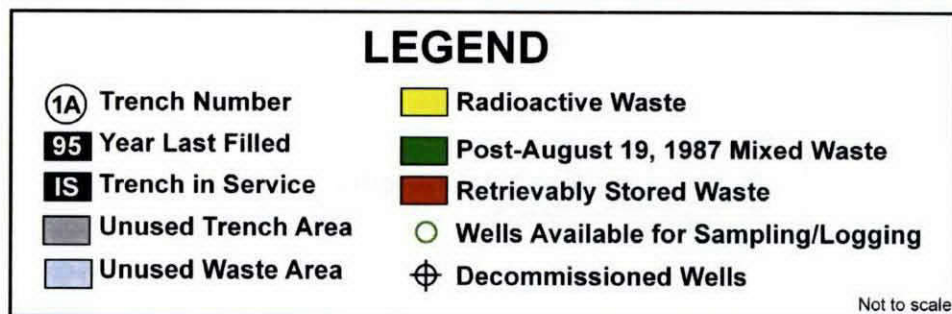 LEGEND
1A Trench Number
95 Year Last Filled
IS Trench in Service
Unused Trench Area
Unused Waste Area
Radioactive Waste
Post-August 19, 1987 Mixed Waste
Retrievably Stored Waste
Wells Available for Sampling/Logging
Decommissioned Wells
Not to scale